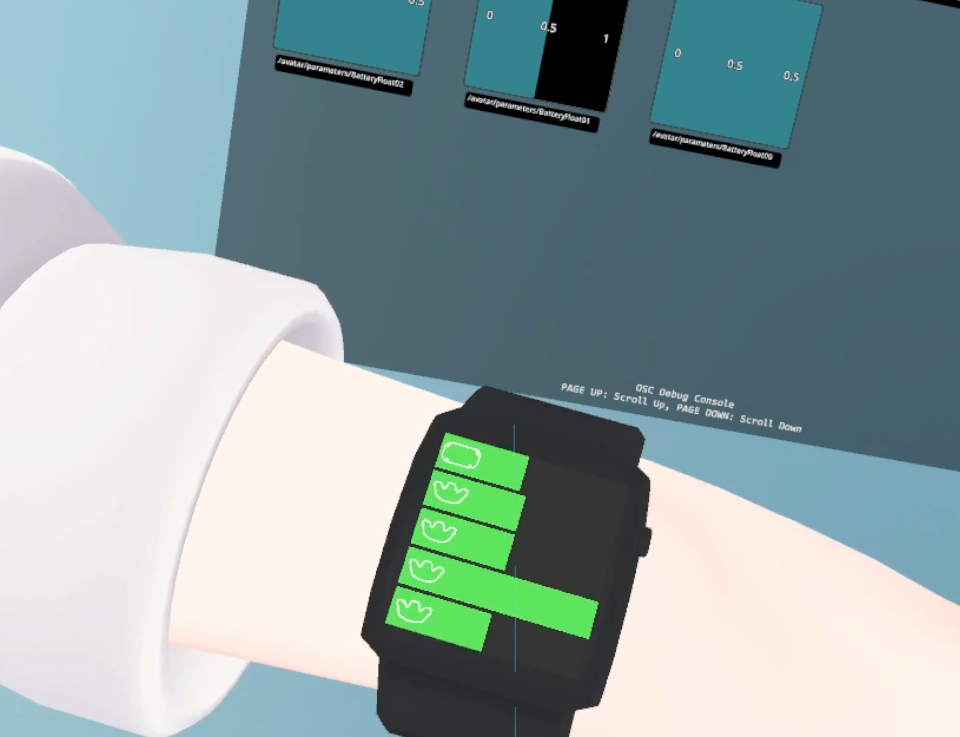 0.5
0
0.5
1
0
0.5
0.5
/avatar/parameters/BatteryFloat02
/avatar/parameters/BatteryFloat01
/avatar/parameters/BatteryFloat00
OSC Debug Console
PAGE UP: Scroll Up, PAGE DOWN: Scroll Down